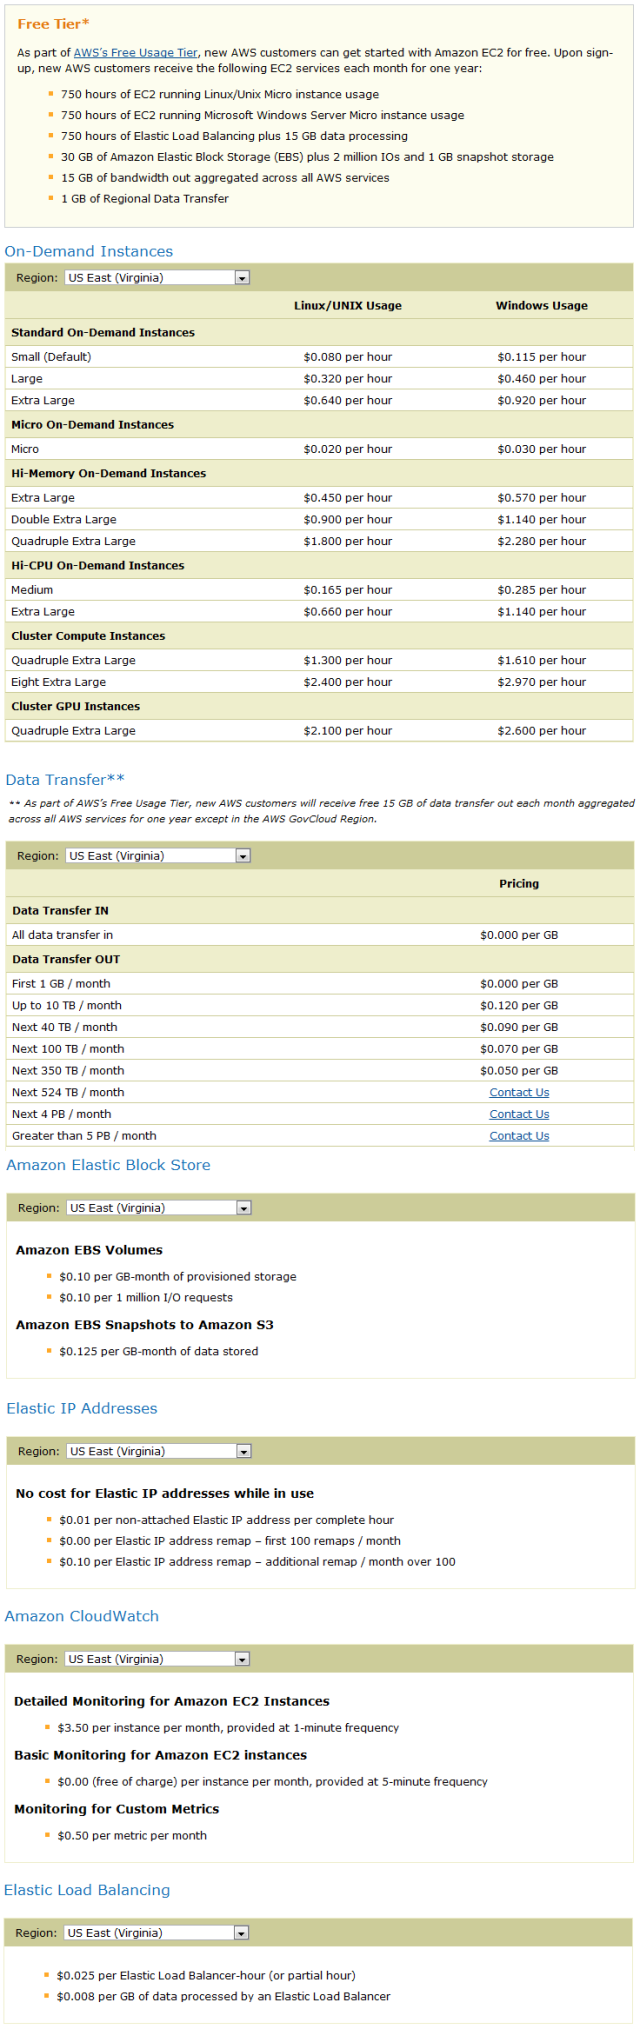 Free Tier*
As part of AWS's Free Usage Tier, new AWS customers can get started with Amazon EC2 for free. Upon sign-
up, new AWS customers receive the following EC2 services each month for one year:
750 hours of EC2 running Linux/Unix Micro instance usage
750 hours of EC2 running Microsoft Windows Server Micro instance usage
750 hours of Elastic Load Balancing plus 15 GB data processing
30 GB of Amazon Elastic Block Storage (EBS) plus 2 million IOs and 1 GB snapshot storage
15 GB of bandwidth out aggregated across all AWS services
1 GB of Regional Data Transfer
On-Demand Instances
Region: US East (Virginia)
Linux/UNIX Usage Windows Usage
Standard On-Demand Instances
Small (Default) $0.080 per hour $0.115 per hour
Large $0.320 per hour $0.460 per hour
Extra Large $0.640 per hour $0.920 per hour
Micro On-Demand Instances
Micro $0.020 per hour $0.030 per hour
Hi-Memory On-Demand Instances
Extra Large $0.450 per hour $0.570 per hour
Double Extra Large $0.900 per hour $1.140 per hour
Quadruple Extra Large $1.800 per hour $2.280 per hour
Hi-CPU On-Demand Instances
Medium $0.165 per hour $0.285 per hour
Extra Large $0.660 per hour $1.140 per hour
Cluster Compute Instances
Quadruple Extra Large $1.300 per hour $1.610 per hour
Eight Extra Large $2.400 per hour $2.970 per hour
Cluster GPU Instances
Quadruple Extra Large $2.100 per hour $2.600 per hour
Data Transfer**
** As part of AWS's Free Usage Tier, new AWS customers will receive free 15 GB of data transfer out each month aggregated
across all AWS services for one year except in the AWS GovCloud Region.
Region: US East (Virginia)
Pricing
Data Transfer IN
All data transfer in $0.000 per GB
Data Transfer OUT
First 1 GB / month $0.000 per GB
Up to 10 TB / month $0.120 per GB
Next 40 TB / month $0.090 per GB
Next 100 TB / month $0.070 per GB
Next 350 TB / month $0.050 per GB
Next 524 TB / month Contact Us
Next 4 PB / month Contact Us
Greater than 5 PB / month Contact Us
Amazon Elastic Block Store
Region: US East (Virginia)
Amazon EBS Volumes
$0.10 per GB-month of provisioned storage
$0.10 per 1 million I/O requests
Amazon EBS Snapshots to Amazon S3
$0.125 per GB-month of data stored
Elastic IP Addresses
Region: US East (Virginia)
No cost for Elastic IP addresses while in use
$0.01 per non-attached Elastic IP address per complete hour
$0.00 per Elastic IP address remap – first 100 remaps / month
$0.10 per Elastic IP address remap – additional remap / month over 100
Amazon CloudWatch
Region: US East (Virginia)
Detailed Monitoring for Amazon EC2 Instances
$3.50 per instance per month, provided at 1-minute frequency
Basic Monitoring for Amazon EC2 instances
$0.00 (free of charge) per instance per month, provided at 5-minute frequency
Monitoring for Custom Metrics
$0.50 per metric per month
Elastic Load Balancing
Region: US East (Virginia)
$0.025 per Elastic Load Balancer-hour (or partial hour)
$0.008 per GB of data processed by an Elastic Load Balancer